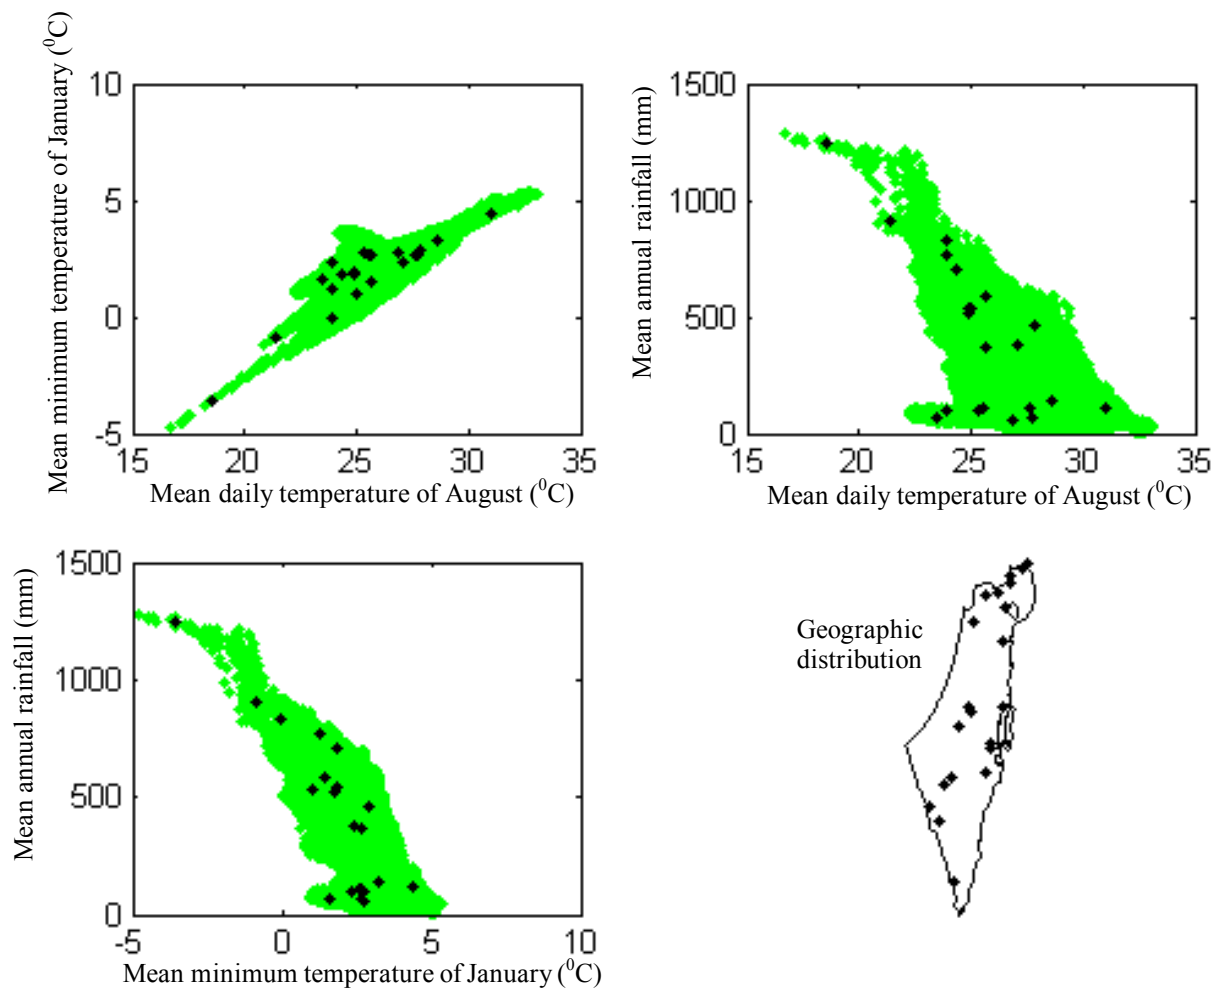 Mean minimum temperature of January (⁰C)
10
5
0
-5
15 20 25 30 35
Mean daily temperature of August (⁰C)
Mean annual rainfall (mm)
1500
1000
500
0
15 20 25 30 35
Mean daily temperature of August (⁰C)
Mean annual rainfall (mm)
1500
1000
500
0
-5 0 5 10
Mean minimum temperature of January (⁰C)
Geographic
distribution